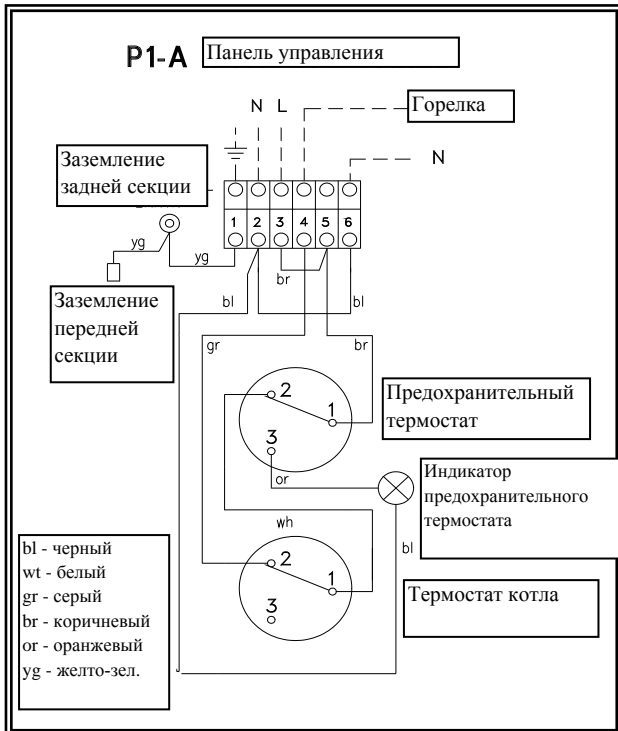 P1-A Панель управления
N L
Горелка
N
Заземление
задней секции
1 2 3 4 5 6
yg
yg
br
Заземление
передней
секции
bl
bl
gr
br
2
1
3
Предохранительный
термостат
or
Индикатор
предохранительного
термостата
wh
bl
2
1
3
Термостат котла
bl - черный
wt - белый
gr - серый
br - коричневый
or - оранжевый
yg - желто-зел.